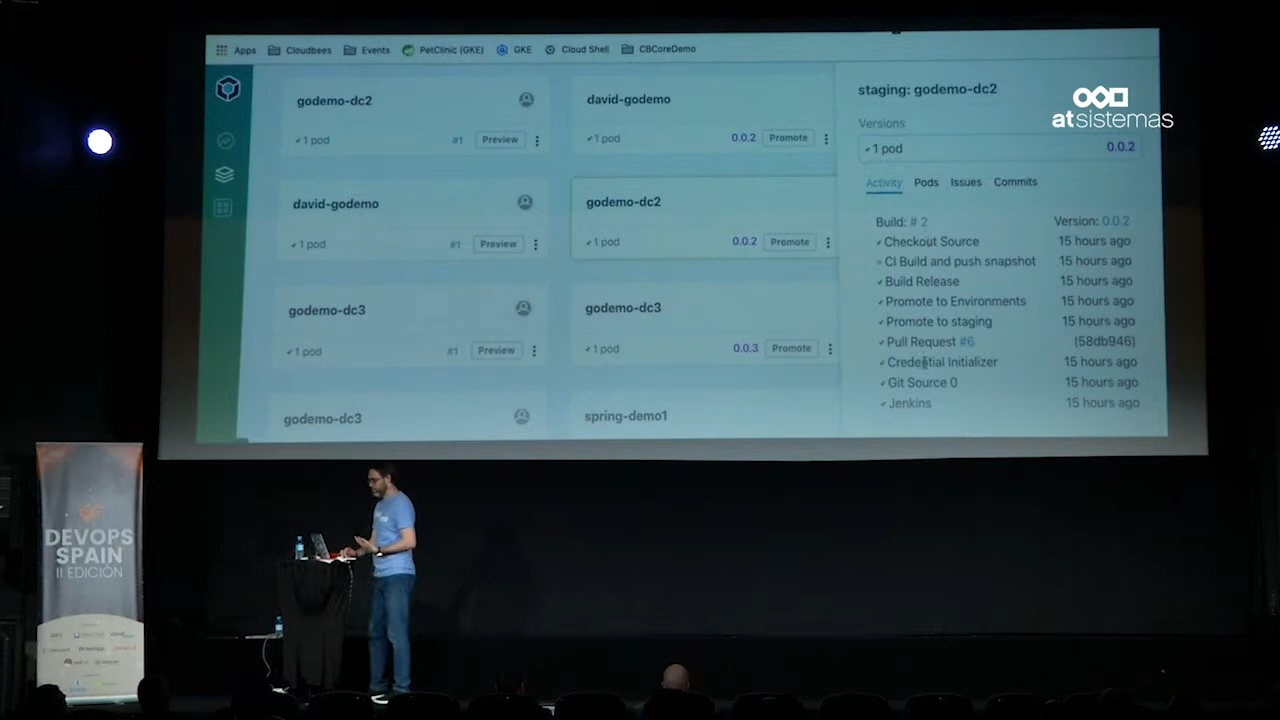 Apps Cloudbees Events PetClinic (GKE) GKE Cloud Shell CBCoreDemo
godemo-dc2
1 pod #1 Preview
david-godemo
1 pod #1 Preview
godemo-dc3
1 pod #1 Preview
godemo-dc3
david-godemo
1 pod 0.0.2 Promote
godemo-dc2
1 pod 0.0.2 Promote
godemo-dc3
1 pod 0.0.3 Promote
spring-demo1
staging: godemo-dc2
Versions
1 pod 0.0.2
Activity Pods Issues Commits
Build: # 2 Version: 0.0.2
Checkout Source 15 hours ago
CI Build and push snapshot 15 hours ago
Build Release 15 hours ago
Promote to Environments 15 hours ago
Promote to staging 15 hours ago
Pull Request #6 (58db946)
Credential Initializer 15 hours ago
Git Source 0 15 hours ago
Jenkins 15 hours ago
atsistemas
DEVOPS
SPAIN
II EDICIÓN